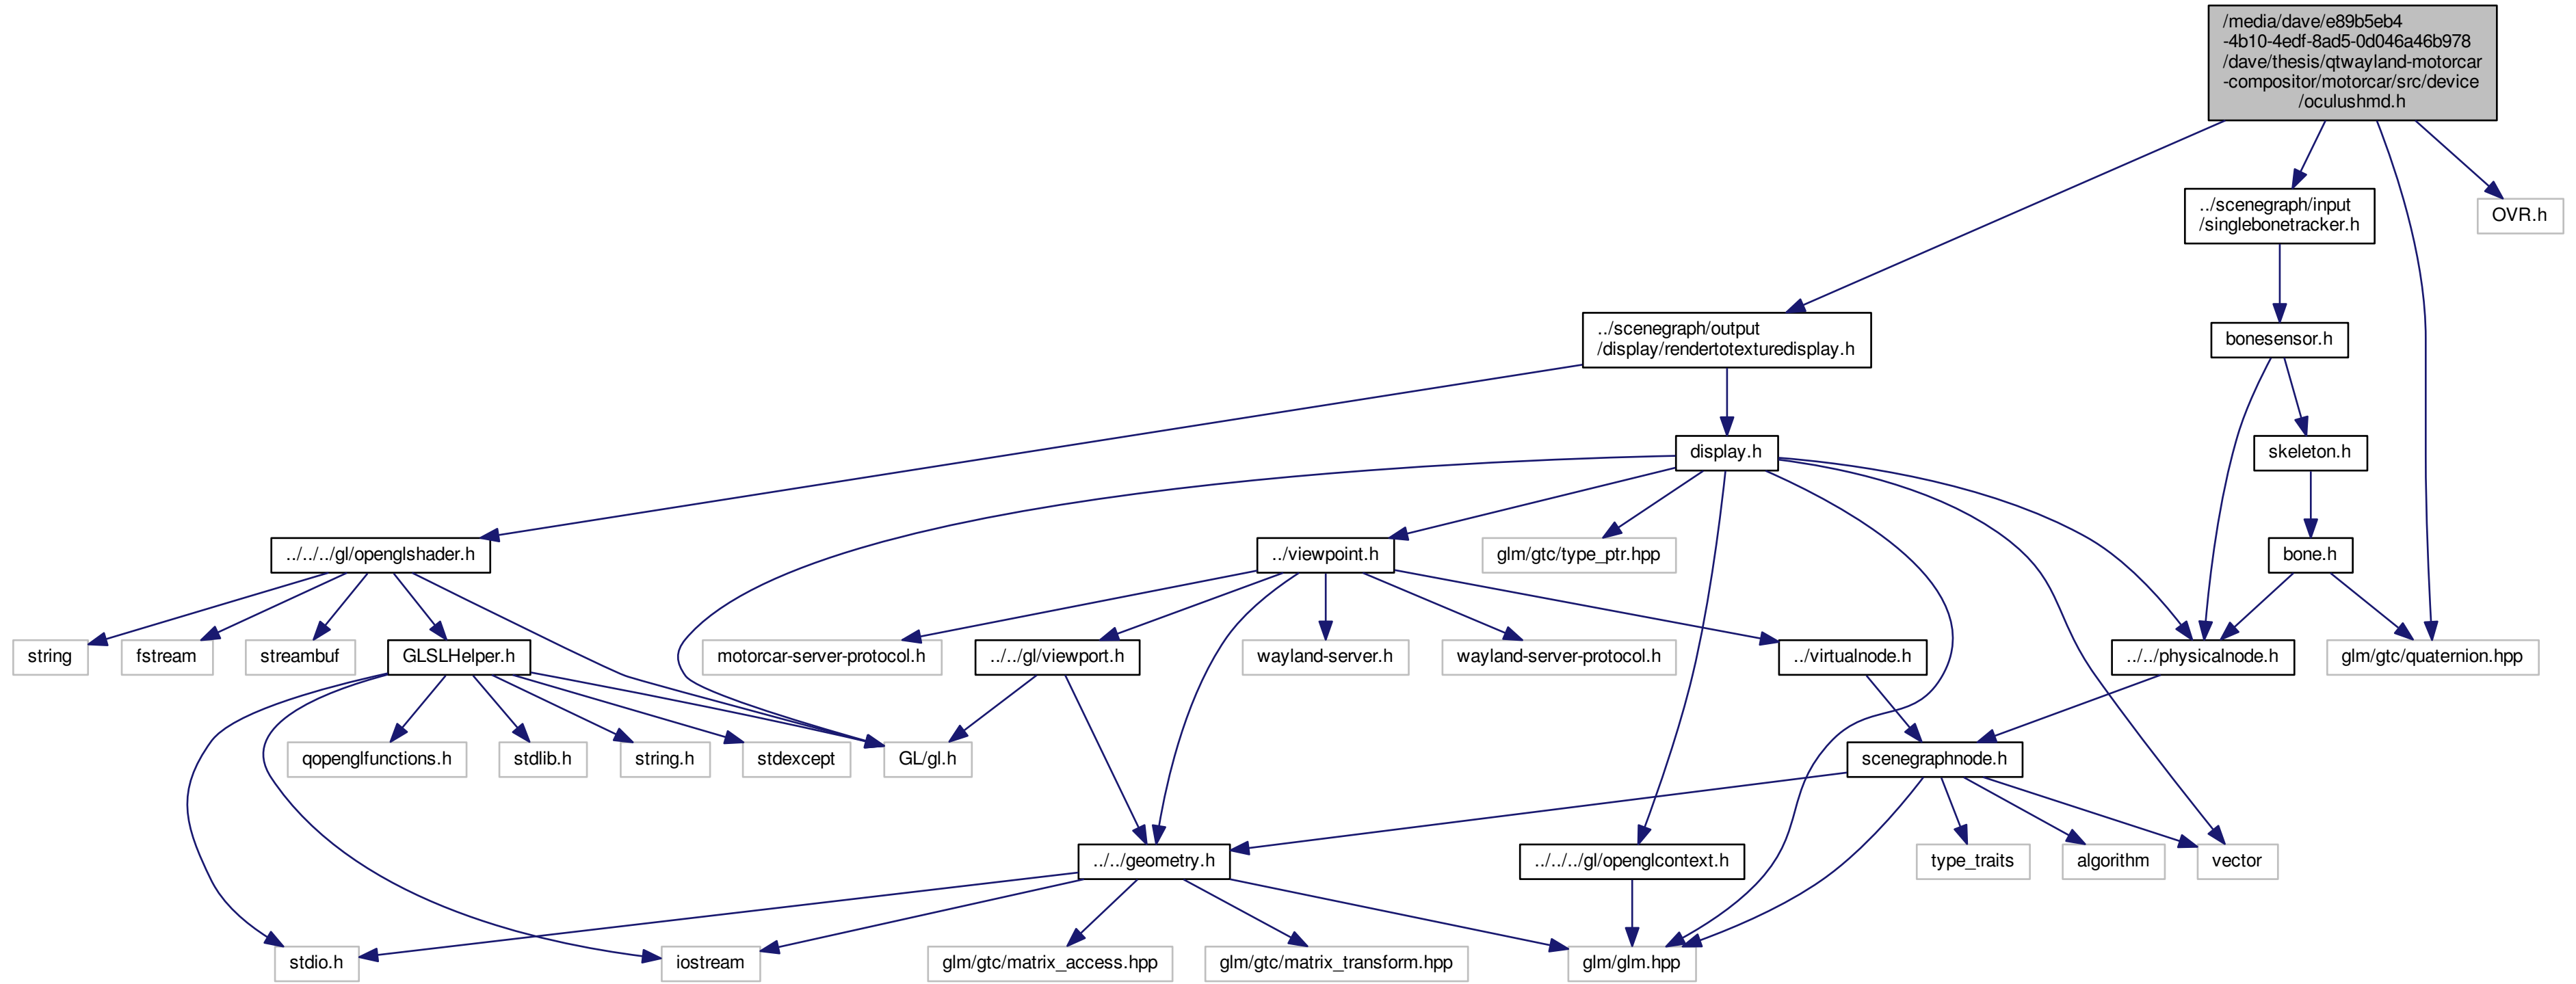 /media/dave/e89b5eb4
-4b10-4edf-8ad5-0d046a46b978
/dave/thesis/qtwayland-motorcar
-compositor/motorcar/src/device
/oculushmd.h
../scenegraph/input
/singlebonetracker.h
OVR.h
../scenegraph/output
/display/rendertotexturedisplay.h
bonesensor.h
display.h
skeleton.h
../../../gl/openglshader.h
../viewpoint.h
glm/gtc/type_ptr.hpp
bone.h
string
fstream
streambuf
GLSLHelper.h
motorcar-server-protocol.h
../../gl/viewport.h
wayland-server.h
wayland-server-protocol.h
../virtualnode.h
../../physicalnode.h
glm/gtc/quaternion.hpp
qopenglfunctions.h
stdlib.h
string.h
stdexcept
GL/gl.h
scenegraphnode.h
../../geometry.h
../../../gl/openglcontext.h
type_traits
algorithm
vector
stdio.h
iostream
glm/gtc/matrix_access.hpp
glm/gtc/matrix_transform.hpp
glm/glm.hpp